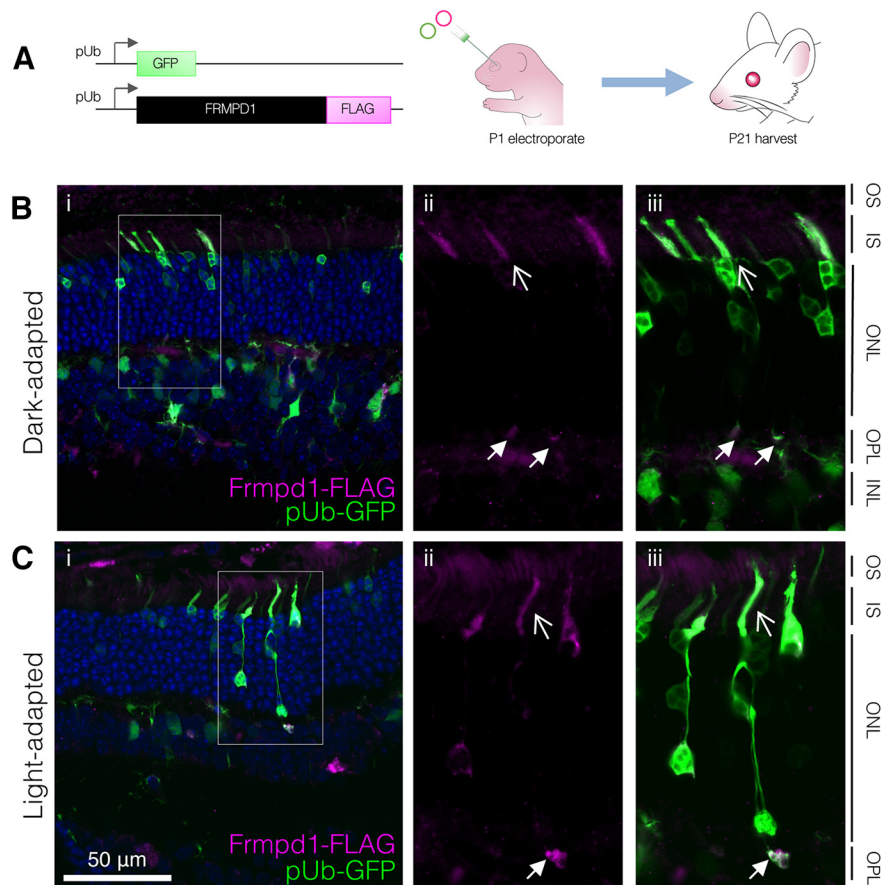 A
pUb
GFP
pUb
FRMPD1
FLAG
P1 electroporate
P21 harvest
B
i
ii
iii
Dark-adapted
Frmpd1-FLAG
pUb-GFP
OS
IS
ONL
OPL
INL
C
i
ii
iii
Light-adapted
Frmpd1-FLAG
pUb-GFP
50 µm
OS
IS
ONL
OPL